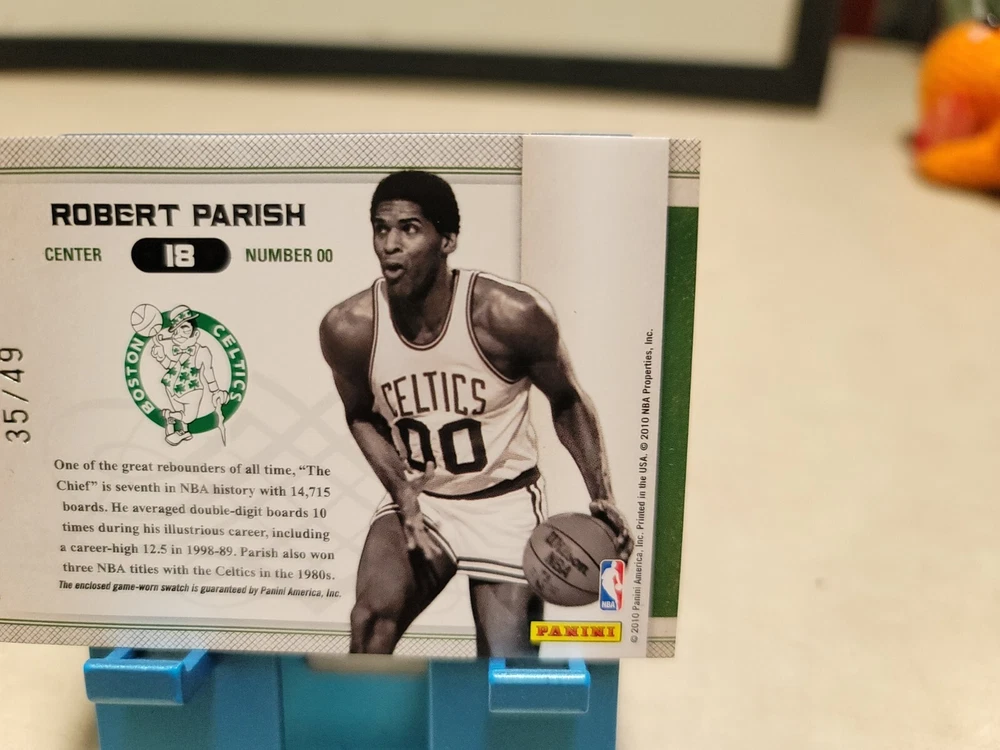 ROBERT PARISH
CENTER 18 NUMBER 00
BOSTON CELTICS
35/49
CELTICS
00
One of the great rebounders of all time, “The
Chief” is seventh in NBA history with 14,715
boards. He averaged double-digit boards 10
times during his illustrious career, including
a career-high 12.5 in 1998-89. Parish also won
three NBA titles with the Celtics in the 1980s.
The enclosed game-worn swatch is guaranteed by Panini America, Inc.
NBA
PANINI
© 2010 Panini America, Inc. Printed in the USA. © 2010 NBA Properties, Inc.